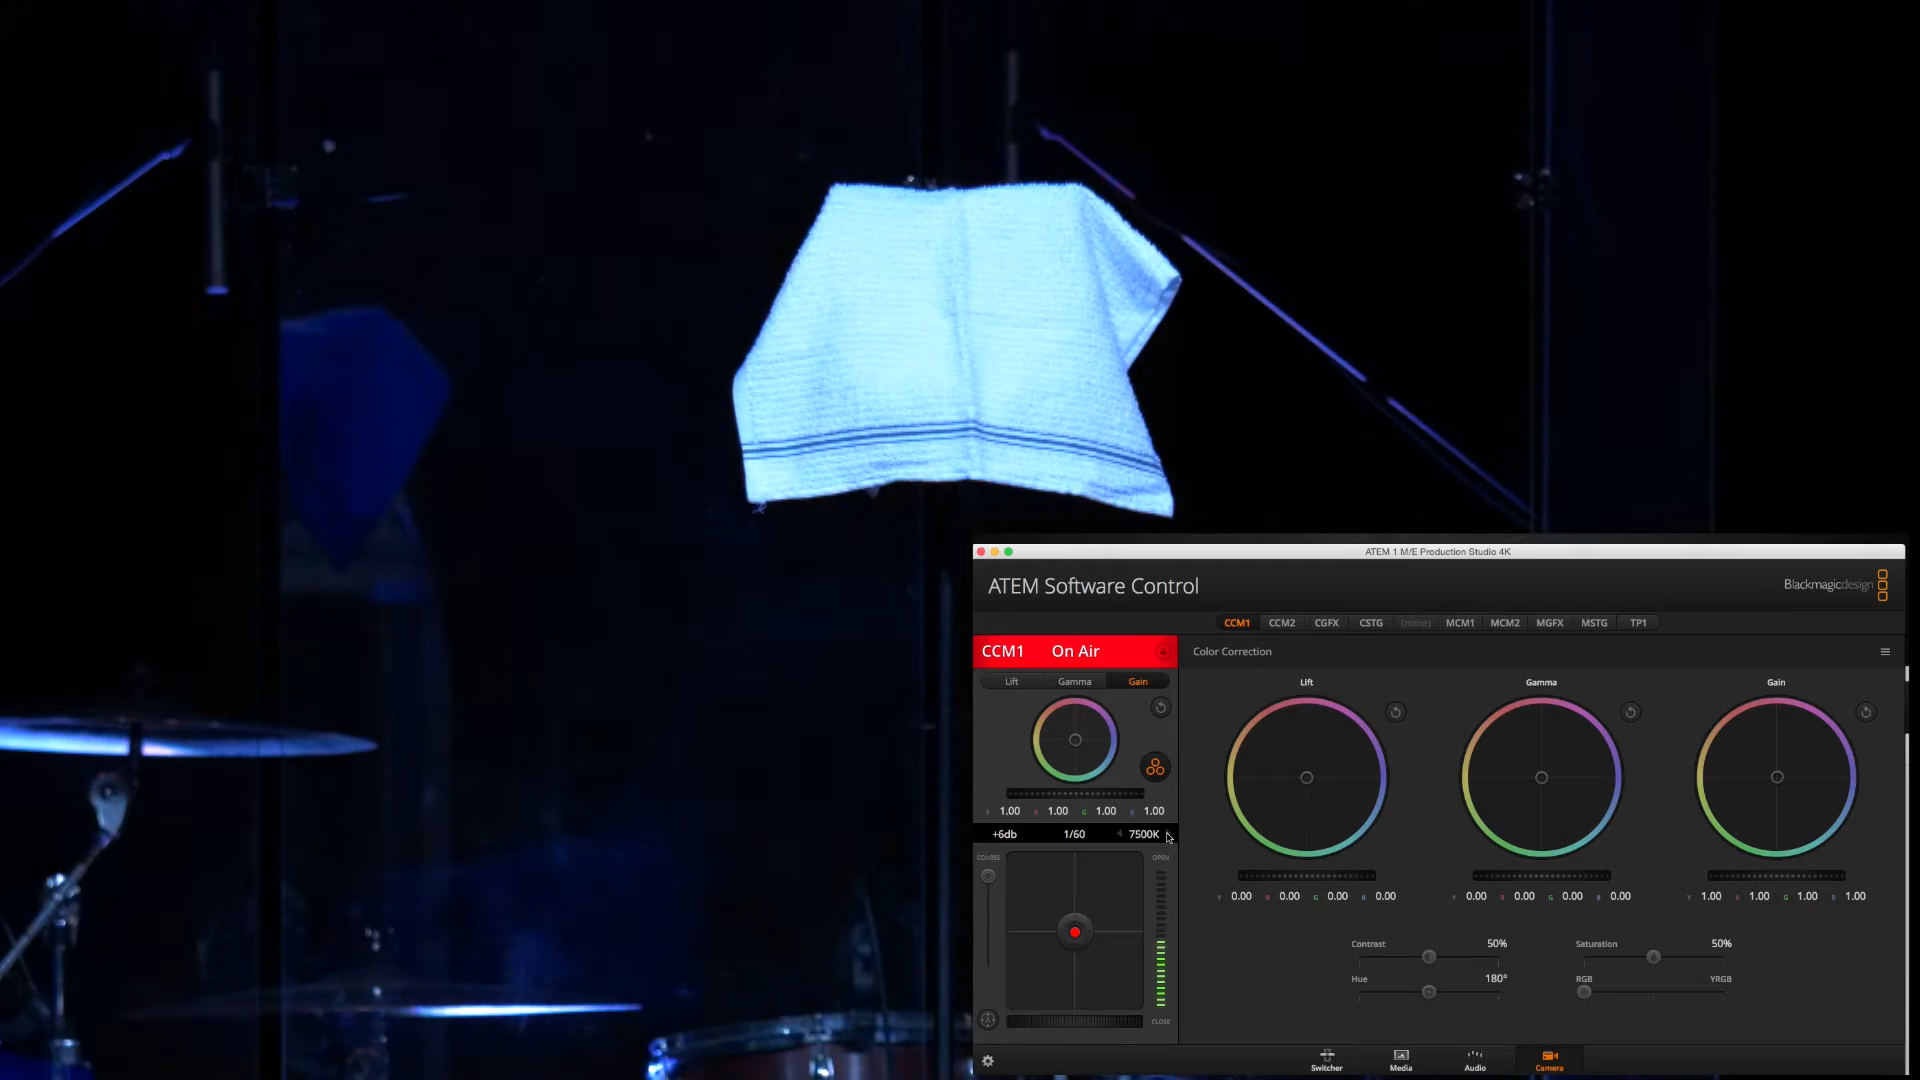 ATEM 1 M/E Production Studio 4K
ATEM Software Control
Blackmagicdesign
CCM1 CCM2 CGFX CSTG (none) MCM1 MCM2 MGFX MSTG TP1
CCM1 On Air
Color Correction
Lift Gamma Gain
Lift Gamma Gain
Y 1.00 R 1.00 G 1.00 B 1.00
+6db 1/60 7500K
COARSE OPEN
Y 0.00 R 0.00 G 0.00 B 0.00
Y 0.00 R 0.00 G 0.00 B 0.00
Y 1.00 R 1.00 G 1.00 B 1.00
Contrast 50%
Saturation 50%
Hue 180°
RGB YRGB
CLOSE
Switcher Media Audio Camera